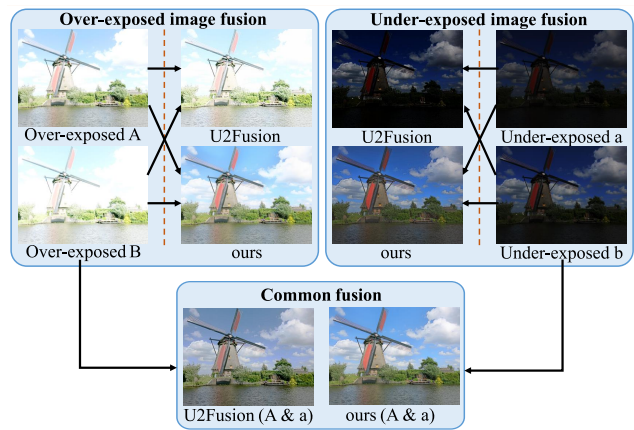 Over-exposed image fusion
Over-exposed A
U2Fusion
Over-exposed B
ours
Under-exposed image fusion
U2Fusion
Under-exposed a
ours
Under-exposed b
Common fusion
U2Fusion (A & a)
ours (A & a)